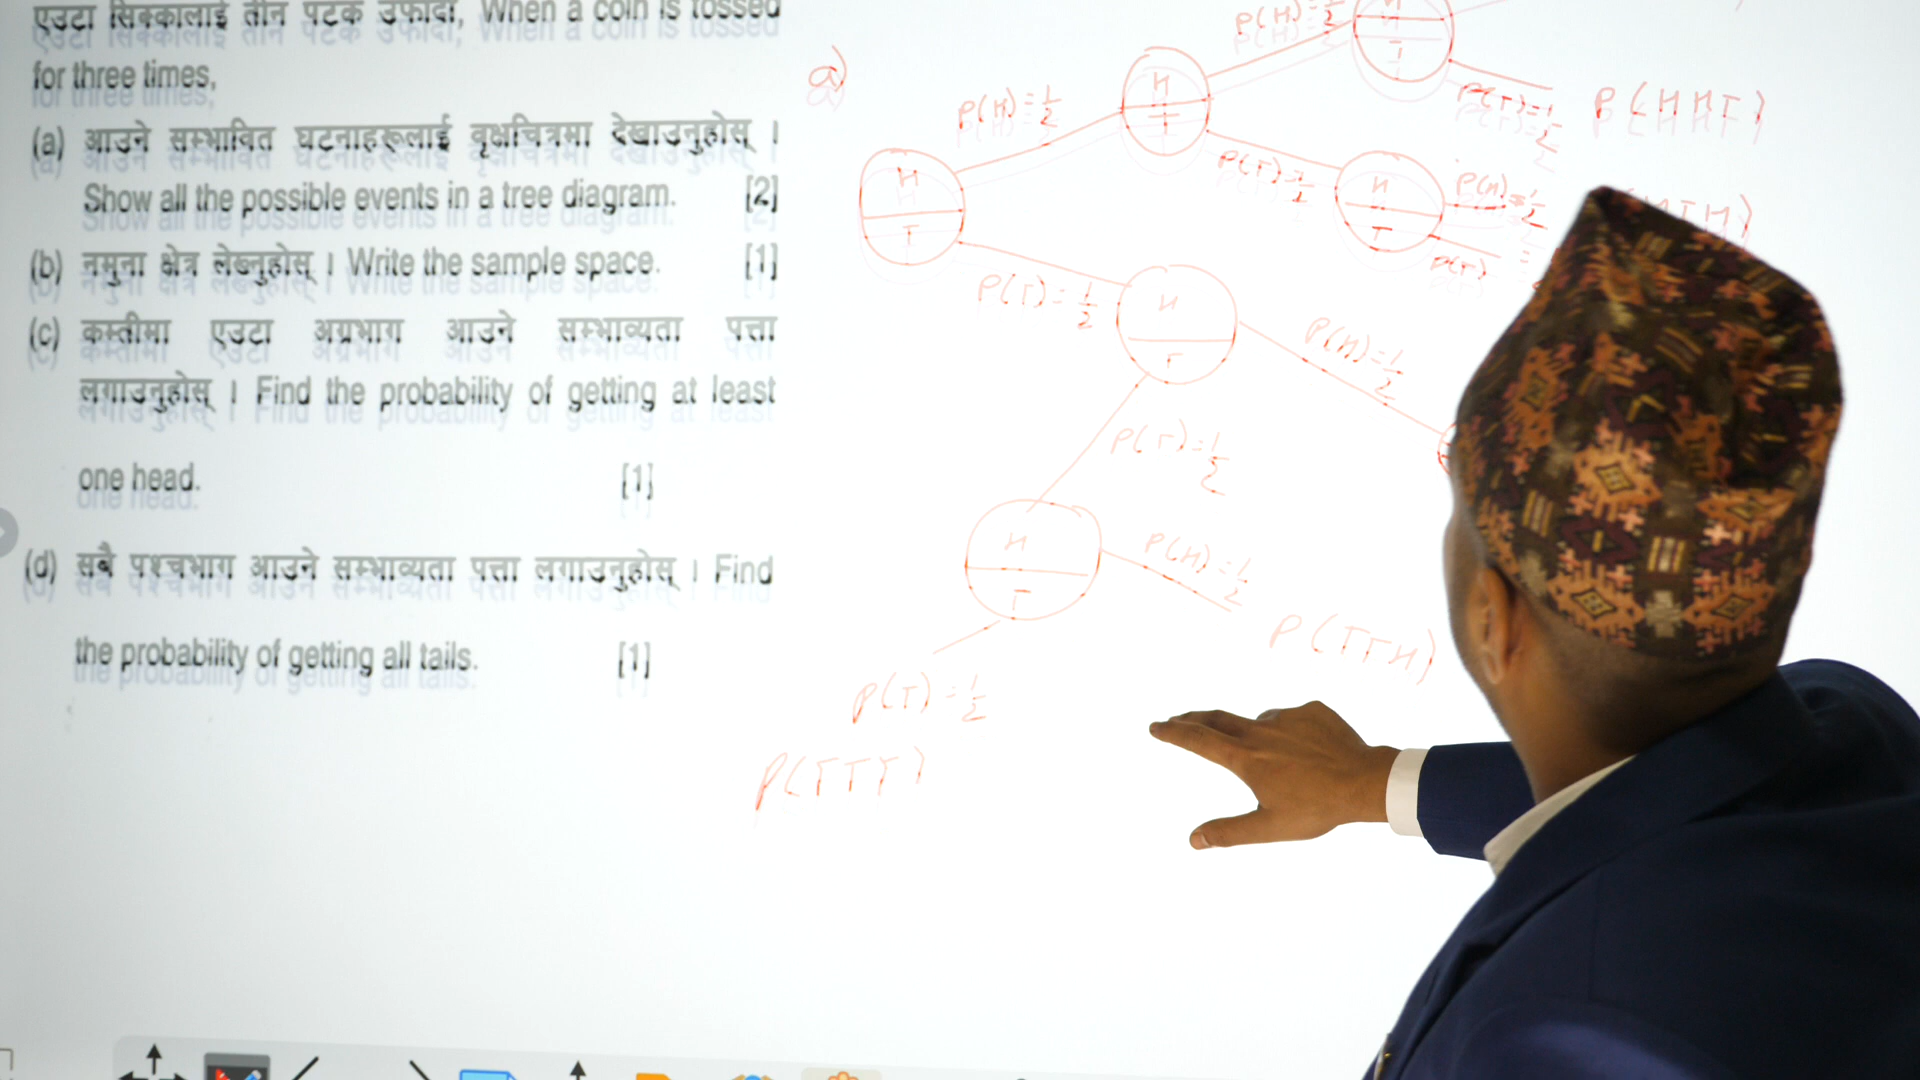 एउटा सिक्कालाई तीन पटक उफार्दा, When a coin is tossed
for three times,
(a) आउने सम्भावित घटनाहरूलाई वृक्षचित्रमा देखाउनुहोस् ।
Show all the possible events in a tree diagram. [2]
(b) नमुना क्षेत्र लेख्नुहोस् । Write the sample space. [1]
(c) कम्तीमा एउटा अग्रभाग आउने सम्भाव्यता पत्ता
लगाउनुहोस् । Find the probability of getting at least
one head. [1]
(d) सबै पश्चभाग आउने सम्भाव्यता पत्ता लगाउनुहोस् । Find
the probability of getting all tails. [1]
a)
P(H)=1/2
H
T
P(T)=1/2
P(HHT)
P(H)=1/2
H
T
P(T)=1/2
H
T
P(H)=1/2
P(T)
H
T
P(T)=1/2
H
T
P(H)=1/2
P(T)=1/2
H
T
P(H)=1/2
P(TTH)
P(T)=1/2
P(TTT)